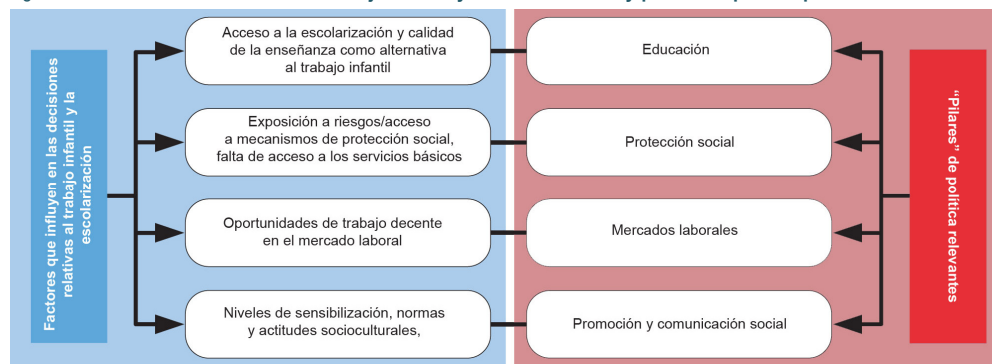 Factores que influyen en las decisiones
relativas al trabajo infantil y la
escolarización
Acceso a la escolarización y calidad
de la enseñanza como alternativa
al trabajo infantil
Educación
Exposición a riesgos/acceso
a mecanismos de protección social,
falta de acceso a los servicios básicos
Protección social
Oportunidades de trabajo decente
en el mercado laboral
Mercados laborales
Niveles de sensibilización, normas
y actitudes socioculturales,
Promoción y comunicación social
"Pilares" de política relevantes